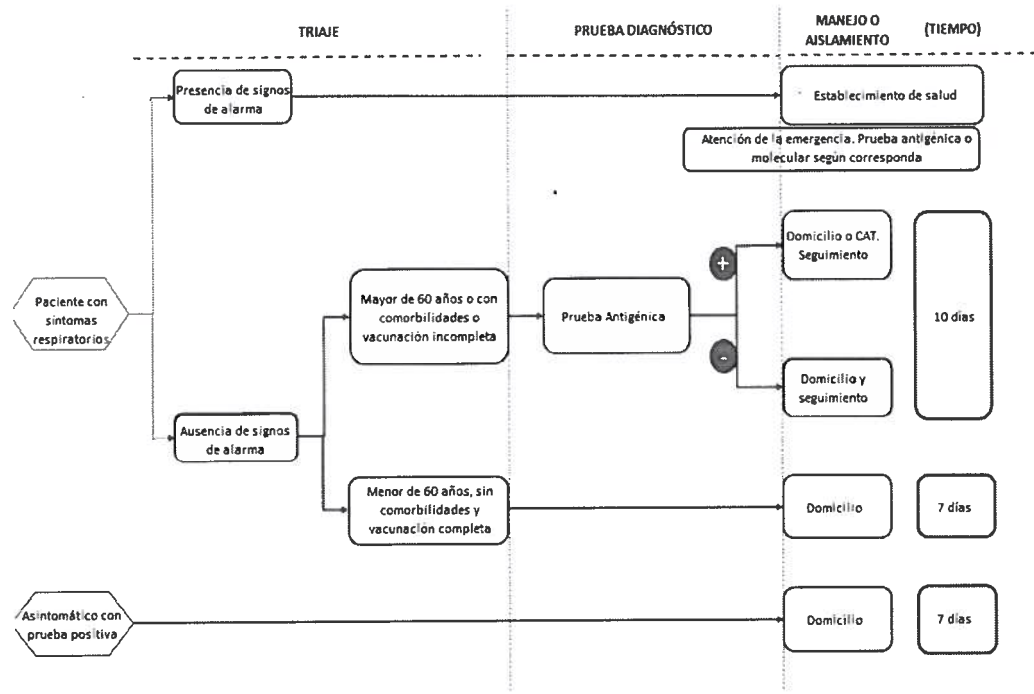 TRIAJE
PRUEBA DIAGNÓSTICO
MANEJO O
AISLAMIENTO
(TIEMPO)
Presencia de signos
de alarma
Establecimiento de salud
Atención de la emergencia. Prueba antigénica o
molecular según corresponda
Paciente con
síntomas
respiratorios
Mayor de 60 años o con
comorbilidades o
vacunación incompleta
Prueba Antigénica
+
-
Domicilio o CAT.
Seguimiento
Domicilio y
seguimiento
10 días
Ausencia de signos
de alarma
Menor de 60 años, sin
comorbilidades y
vacunación completa
Domicilio
7 días
Asintomático con
prueba positiva
Domicilio
7 días